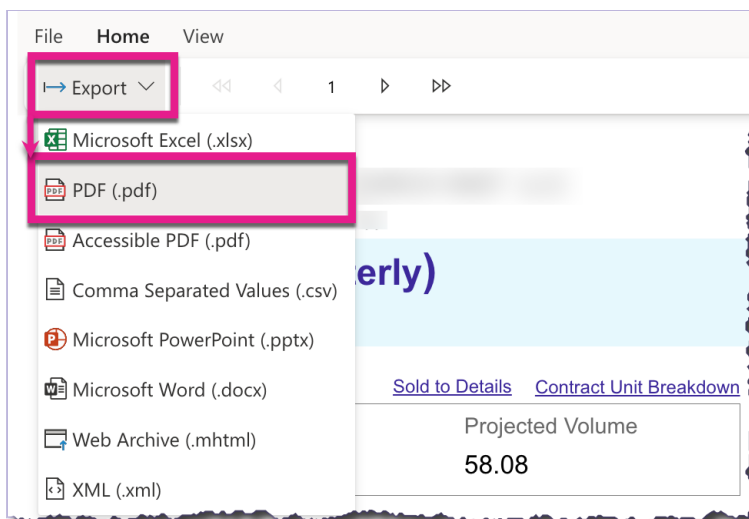 File Home View
Export 1
Microsoft Excel (.xlsx)
PDF (.pdf)
Accessible PDF (.pdf)
erly)
Comma Separated Values (.csv)
Microsoft PowerPoint (.pptx)
Microsoft Word (.docx)
Sold to Details Contract Unit Breakdown
Web Archive (.mhtml)
Projected Volume
58.08
XML (.xml)